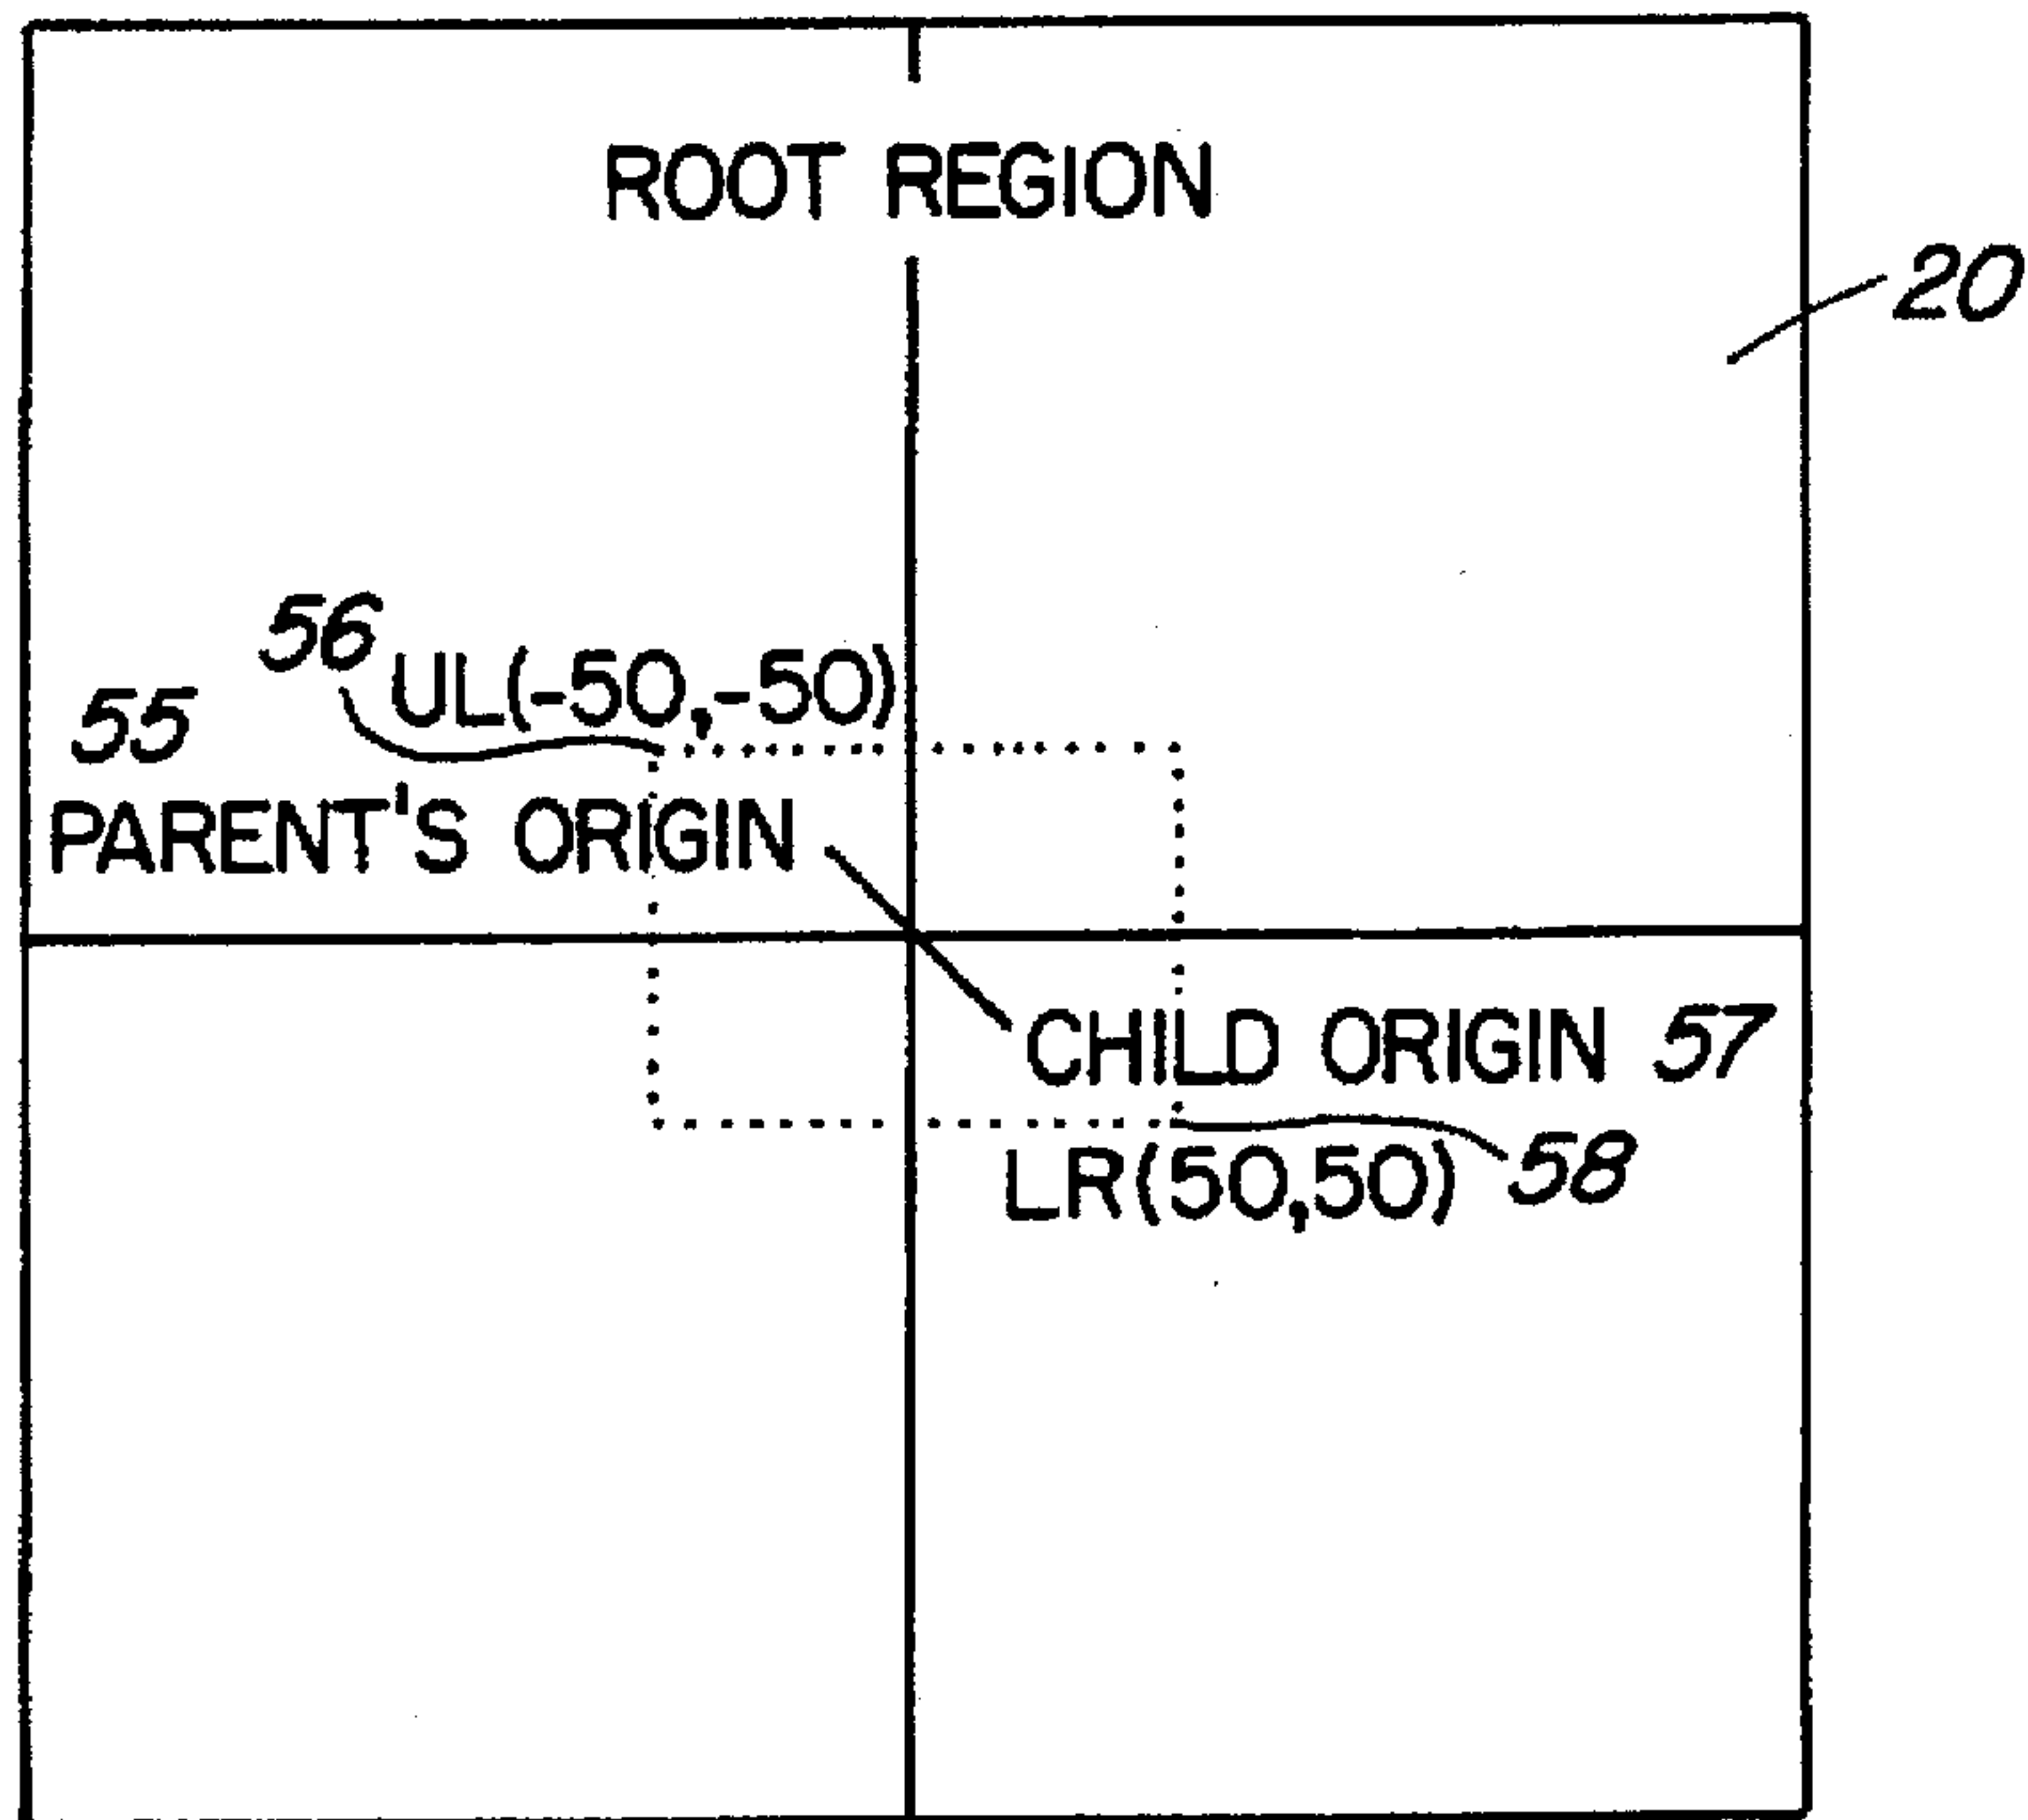 ROOT REGION
20
56 UL(-50,-50)
55
PARENT'S ORIGIN
CHILD ORIGIN 57
LR(50,50) 58